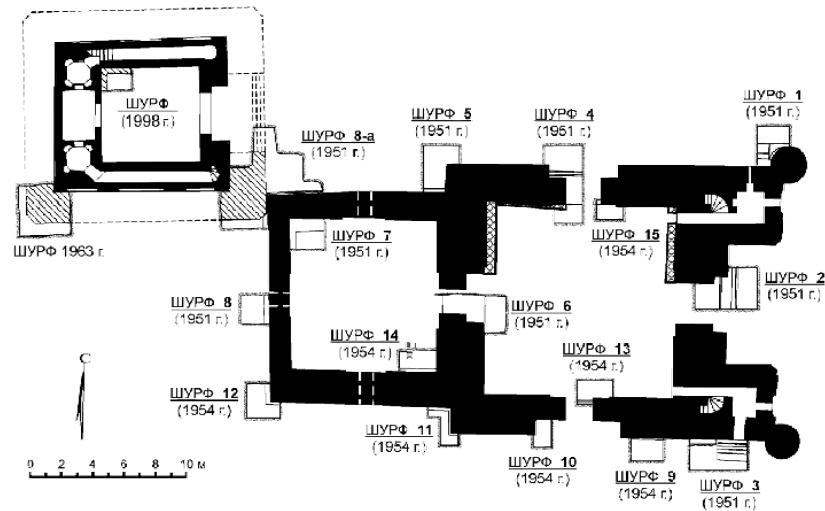 ШУРФ 1
(1951 г.)
ШУРФ 5
(1951 г.)
ШУРФ 4
(1951 г.)
ШУРФ
(1998 г.)
ШУРФ 8-а
(1951 г.)
ШУРФ 7
(1951 г.)
ШУРФ 15
(1954 г.)
ШУРФ 1963 г.
ШУРФ 2
(1951 г.)
ШУРФ 8
(1951 г.)
ШУРФ 6
(1951 г.)
ШУРФ 14
(1954 г.)
ШУРФ 13
(1954 г.)
С
ШУРФ 12
(1954 г.)
ШУРФ 11
(1954 г.)
ШУРФ 10
(1954 г.)
ШУРФ 9
(1954 г.)
ШУРФ 3
(1951 г.)
0 2 4 6 8 10 м